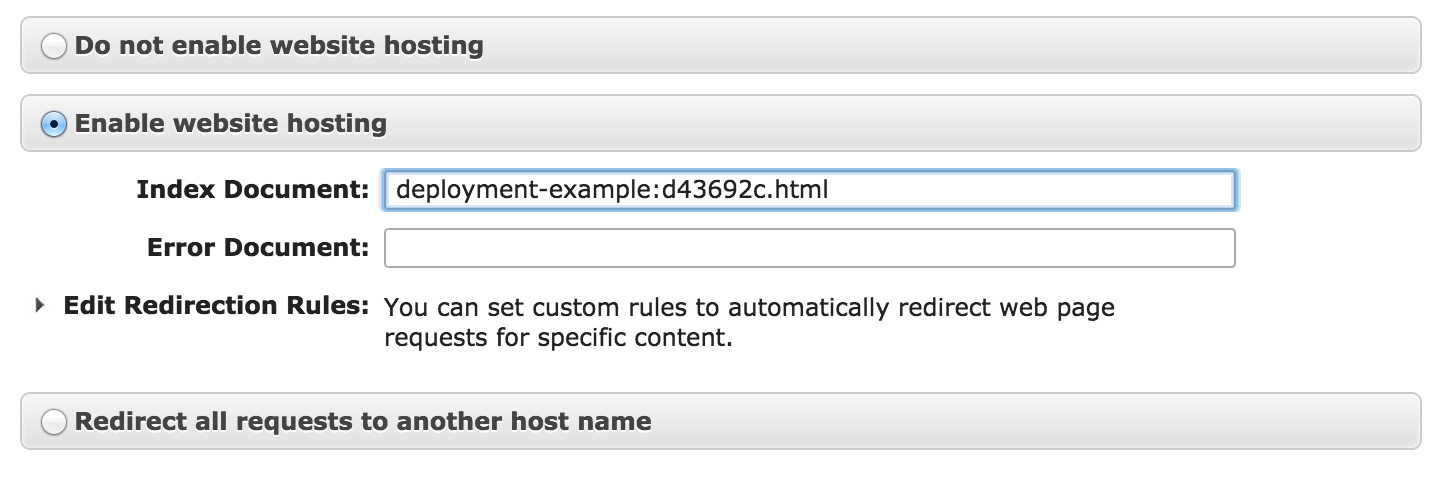 Do not enable website hosting
Enable website hosting
Index Document: deployment-example:d43692c.html
Error Document:
Edit Redirection Rules: You can set custom rules to automatically redirect web page
requests for specific content.
Redirect all requests to another host name